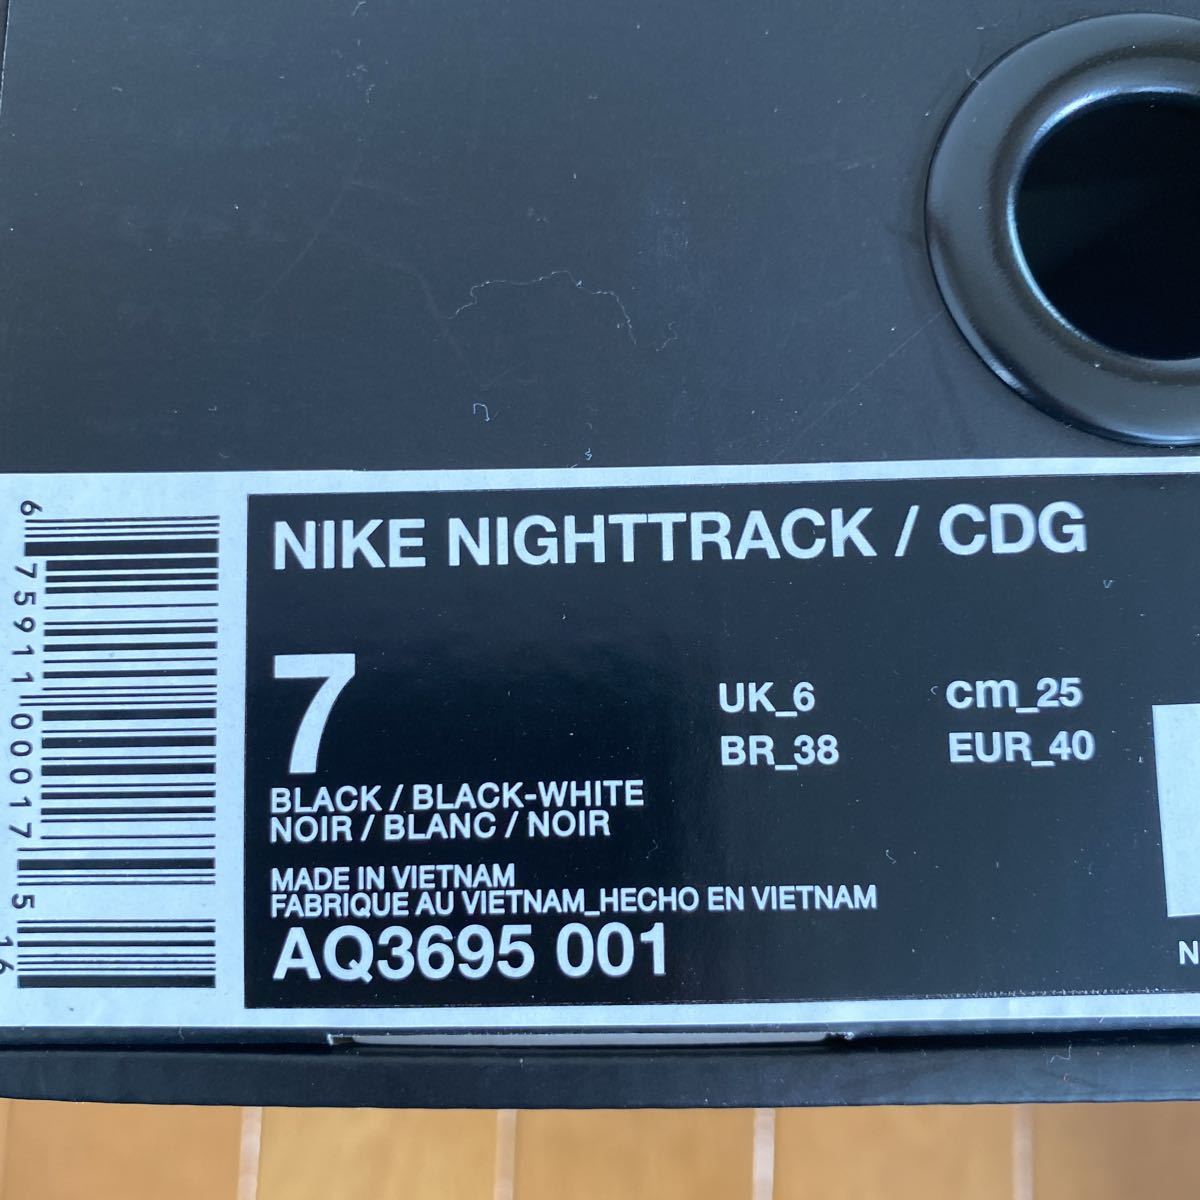 NIKE NIGHTTRACK / CDG
7
UK_6
cm_25
BR_38
EUR_40
BLACK / BLACK-WHITE
NOIR / BLANC / NOIR
MADE IN VIETNAM
FABRIQUE AU VIETNAM_HECHO EN VIETNAM
AQ3695 001
6 75911 00017 5
16
N